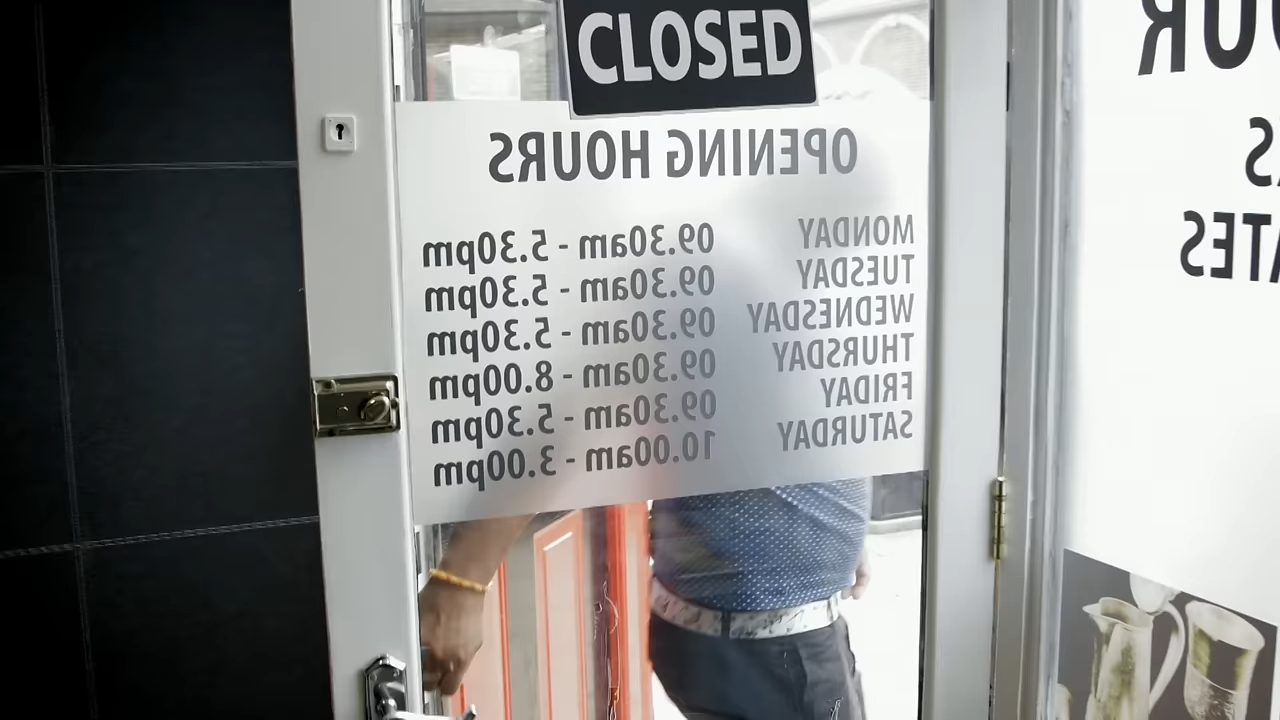 CLOSED
OPENING HOURS
MONDAY 09.30am - 5.30pm
TUESDAY 09.30am - 5.30pm
WEDNESDAY 09.30am - 5.30pm
THURSDAY 09.30am - 8.00pm
FRIDAY 09.30am - 5.30pm
SATURDAY 10.00am - 3.00pm